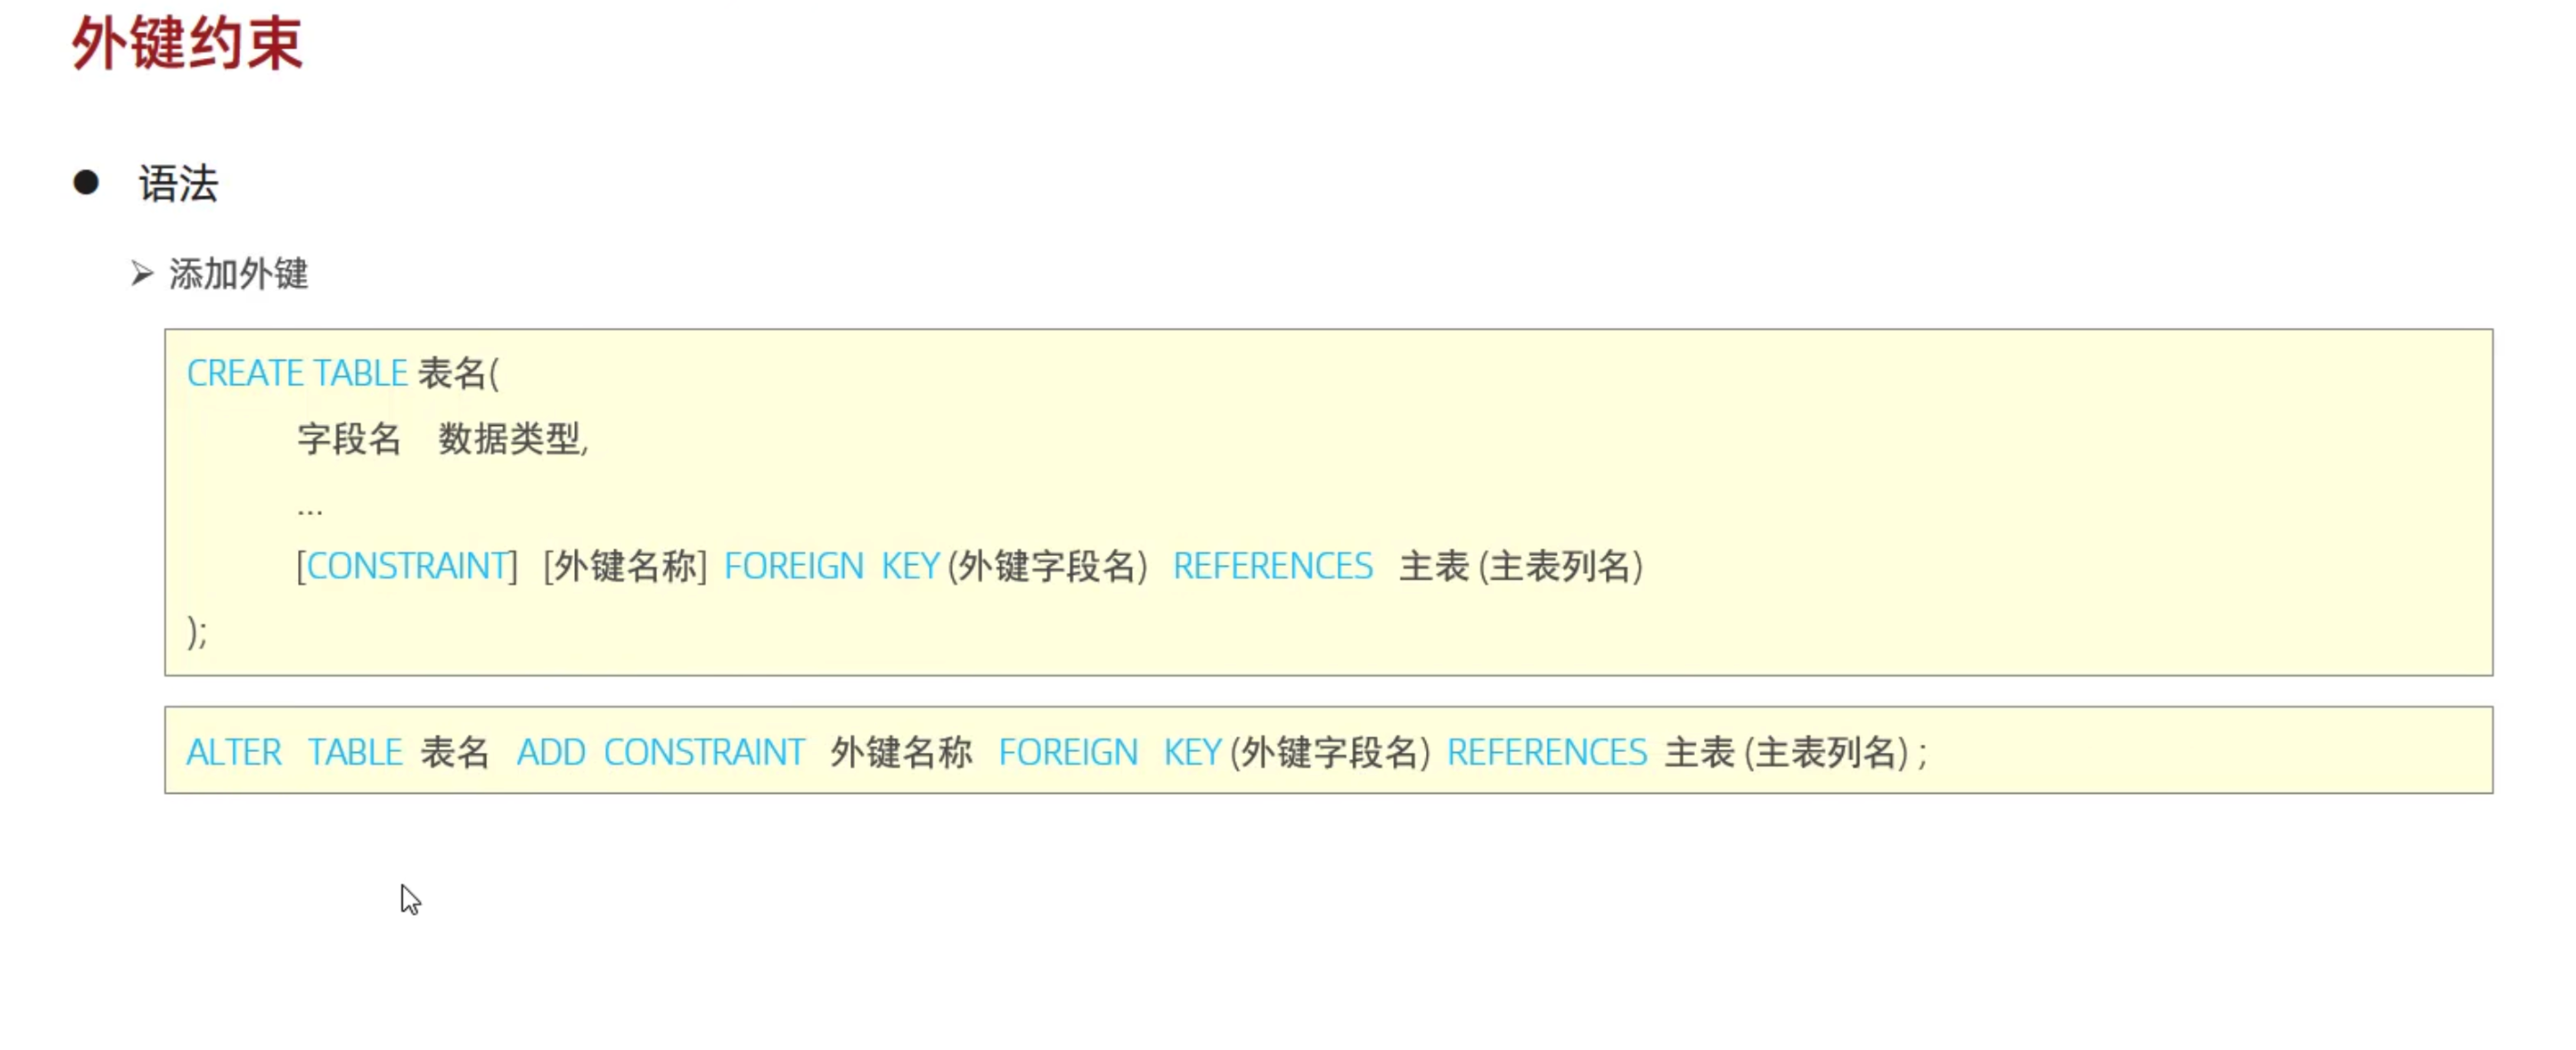 外键约束
● 语法
➢ 添加外键
CREATE TABLE 表名(
字段名 数据类型,
...
[CONSTRAINT] [外键名称] FOREIGN KEY (外键字段名) REFERENCES 主表 (主表列名)
);
ALTER TABLE 表名 ADD CONSTRAINT 外键名称 FOREIGN KEY (外键字段名) REFERENCES 主表 (主表列名) ;